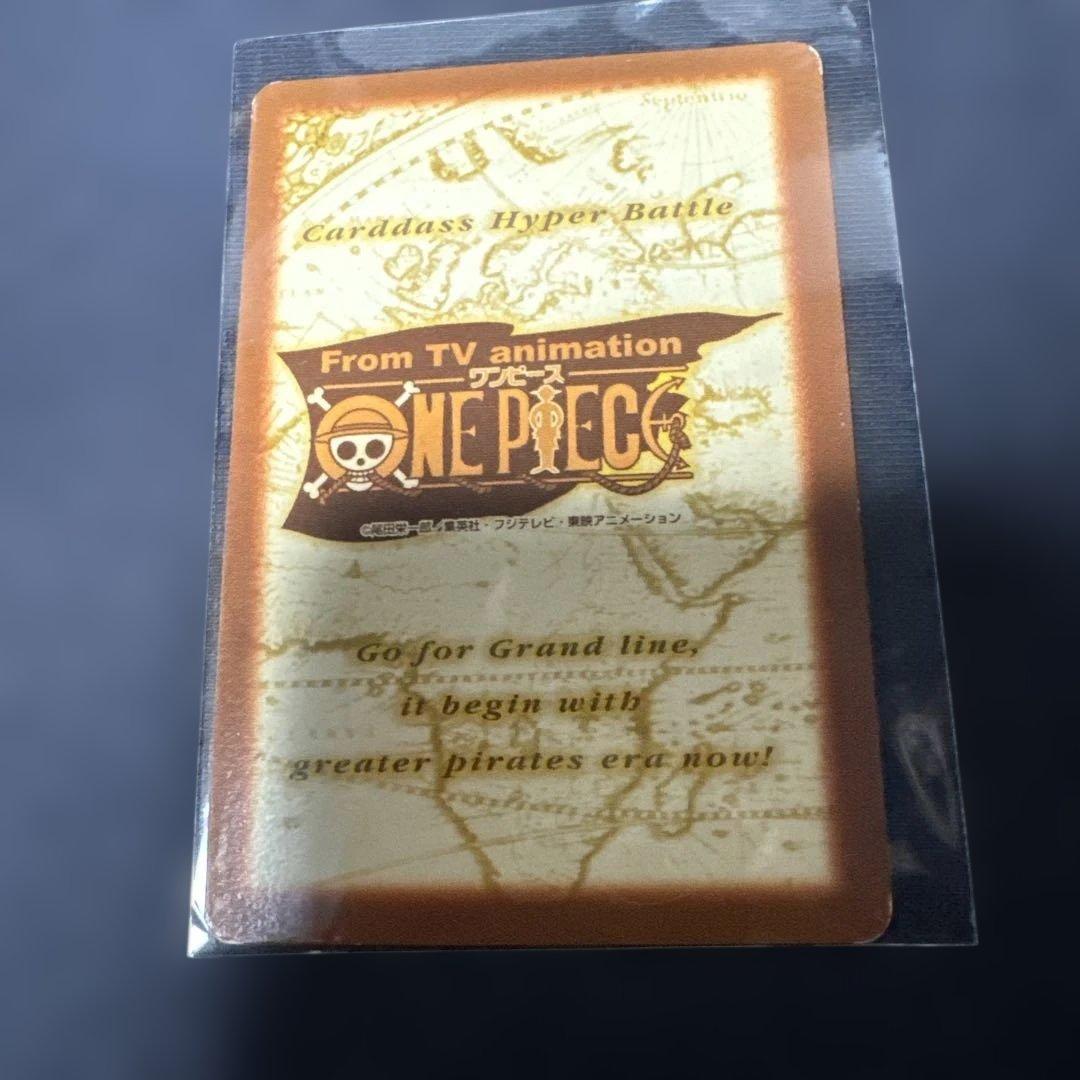 Septentrio
Carddass Hyper Battle
From TV animation
ワンピース
ONE PIECE
©尾田栄一郎/集英社・フジテレビ・東映アニメーション
Go for Grand line,
it begin with
greater pirates era now!